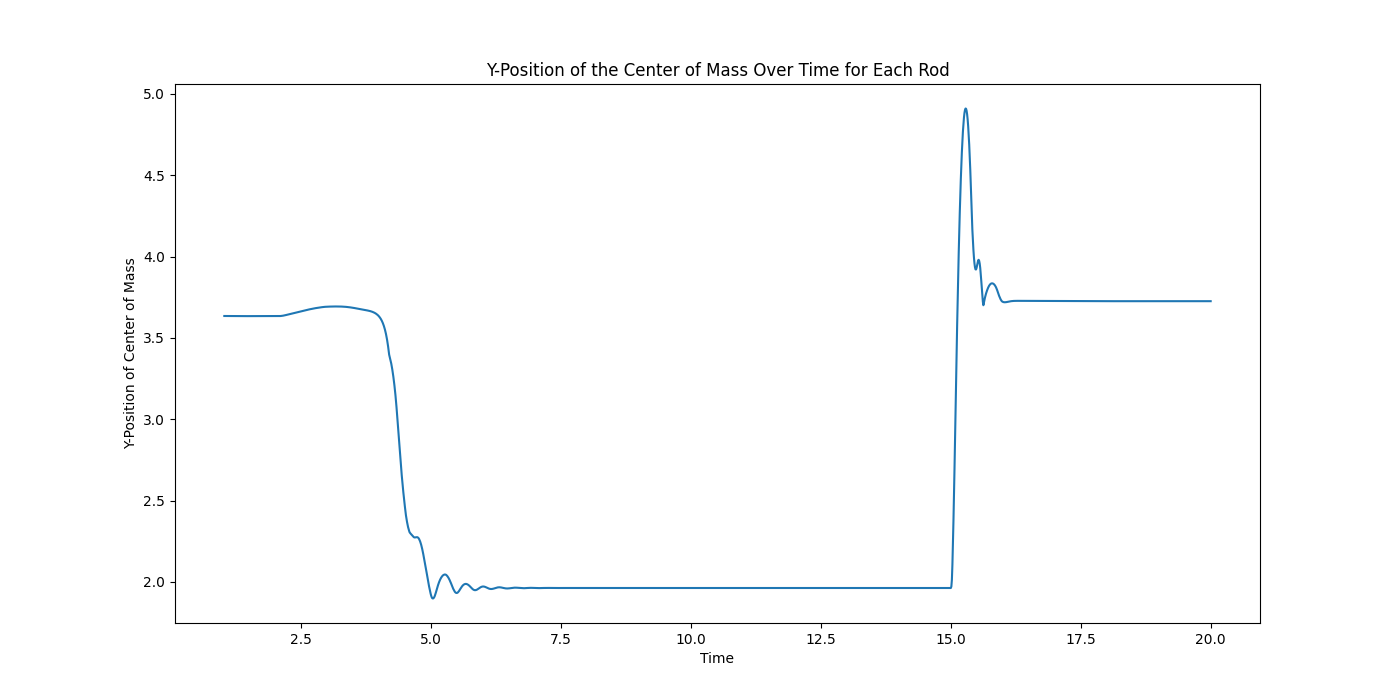 Y-Position of the Center of Mass Over Time for Each Rod
5.0
4.5
4.0
3.5
3.0
2.5
2.0
Y-Position of Center of Mass
2.5 5.0 7.5 10.0 12.5 15.0 17.5 20.0
Time